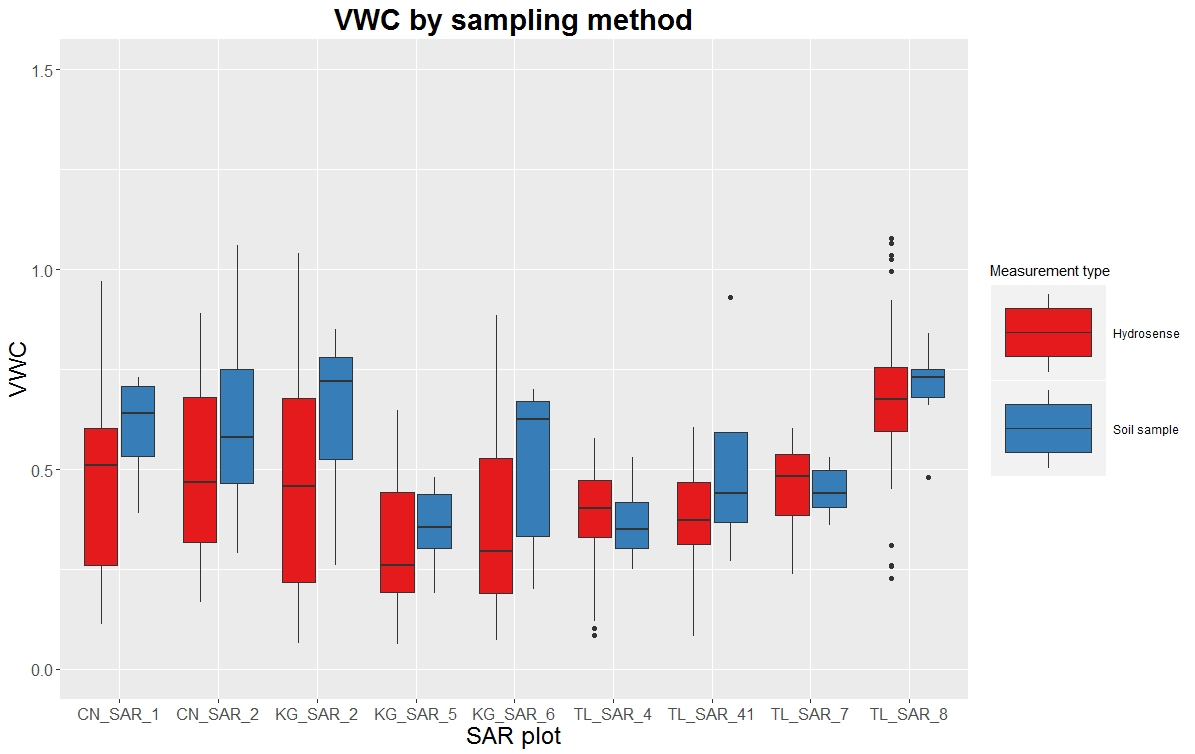 VWC by sampling method
VWC
1.5
1.0
0.5
0.0
CN_SAR_1 CN_SAR_2 KG_SAR_2 KG_SAR_5 KG_SAR_6 TL_SAR_4 TL_SAR_41 TL_SAR_7 TL_SAR_8
SAR plot
Measurement type
Hydrosense
Soil sample